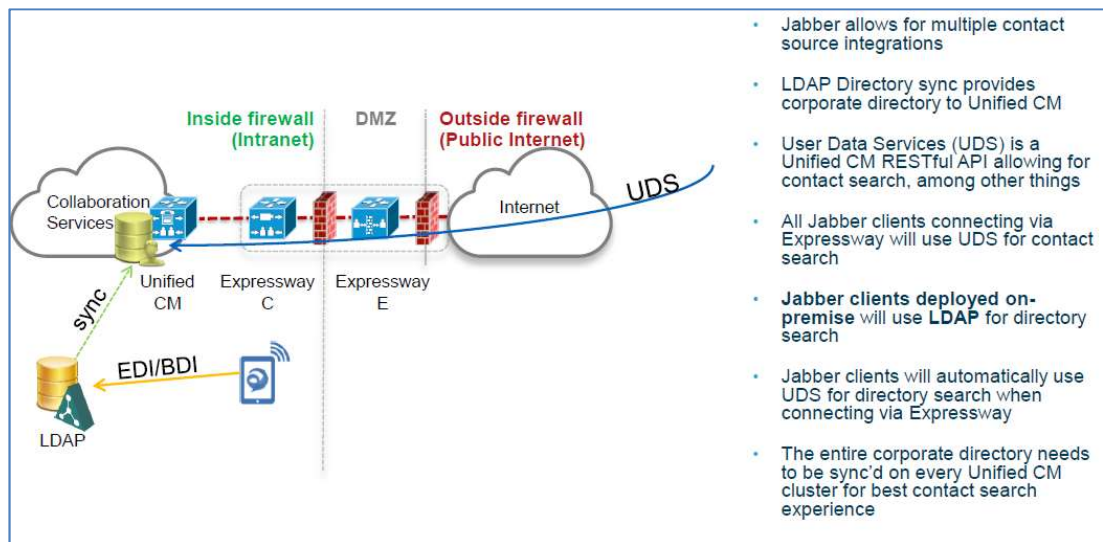 Inside firewall
(Intranet)
DMZ
Outside firewall
(Public Internet)
Collaboration
Services
Internet
UDS
Unified
CM
Expressway
C
Expressway
E
sync
EDI/BDI
LDAP
• Jabber allows for multiple contact
source integrations
• LDAP Directory sync provides
corporate directory to Unified CM
• User Data Services (UDS) is a
Unified CM RESTful API allowing for
contact search, among other things
• All Jabber clients connecting via
Expressway will use UDS for contact
search
• Jabber clients deployed on-
premise will use LDAP for directory
search
• Jabber clients will automatically use
UDS for directory search when
connecting via Expressway
• The entire corporate directory needs
to be sync'd on every Unified CM
cluster for best contact search
experience